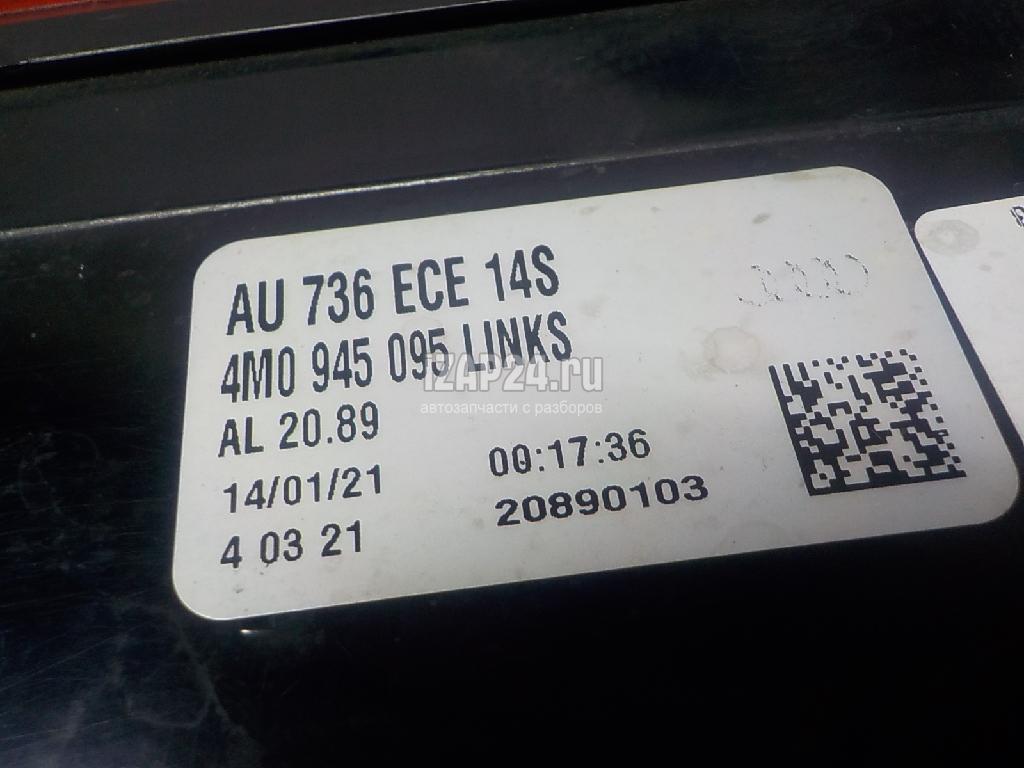 AU 736 ECE 14S
4M0 945 095 LINKS
iZAP24.ru
автозапчасти с разборов
AL 20.89
14/01/21 00:17:36
4 03 21 20890103